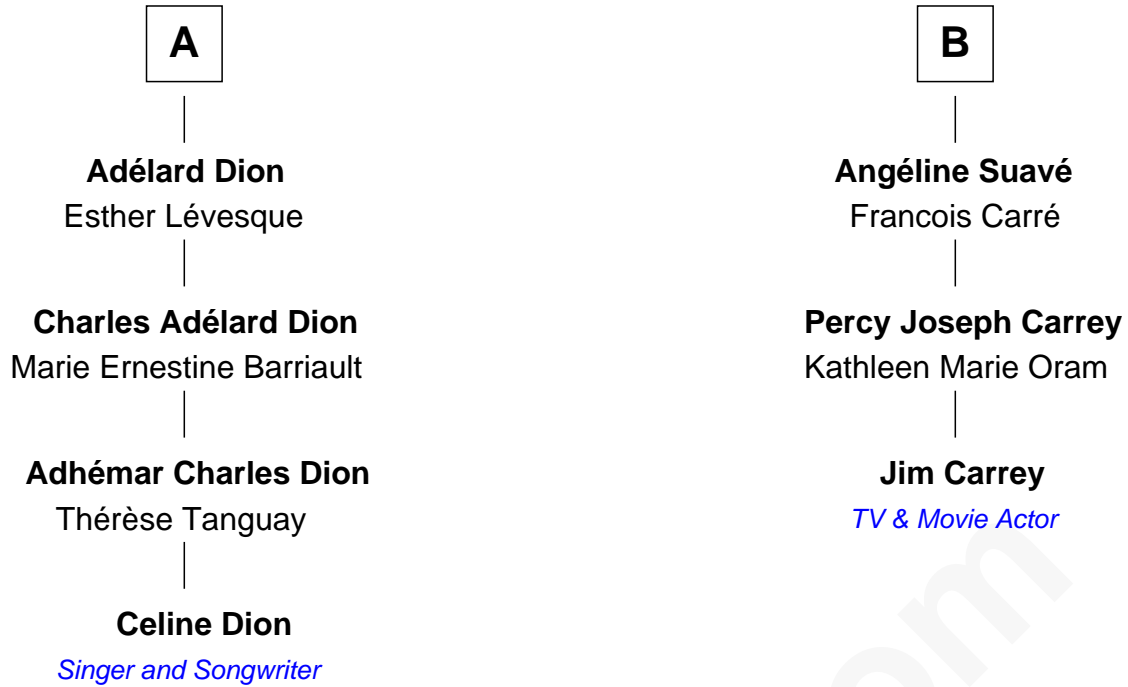 A
Adélard Dion
Esther Lévesque
Charles Adélard Dion
Marie Ernestine Barriault
Adhémar Charles Dion
Thérèse Tanguay
Celine Dion
Singer and Songwriter
B
Angéline Suavé
Francois Carré
Percy Joseph Carrey
Kathleen Marie Oram
Jim Carrey
TV & Movie Actor
om